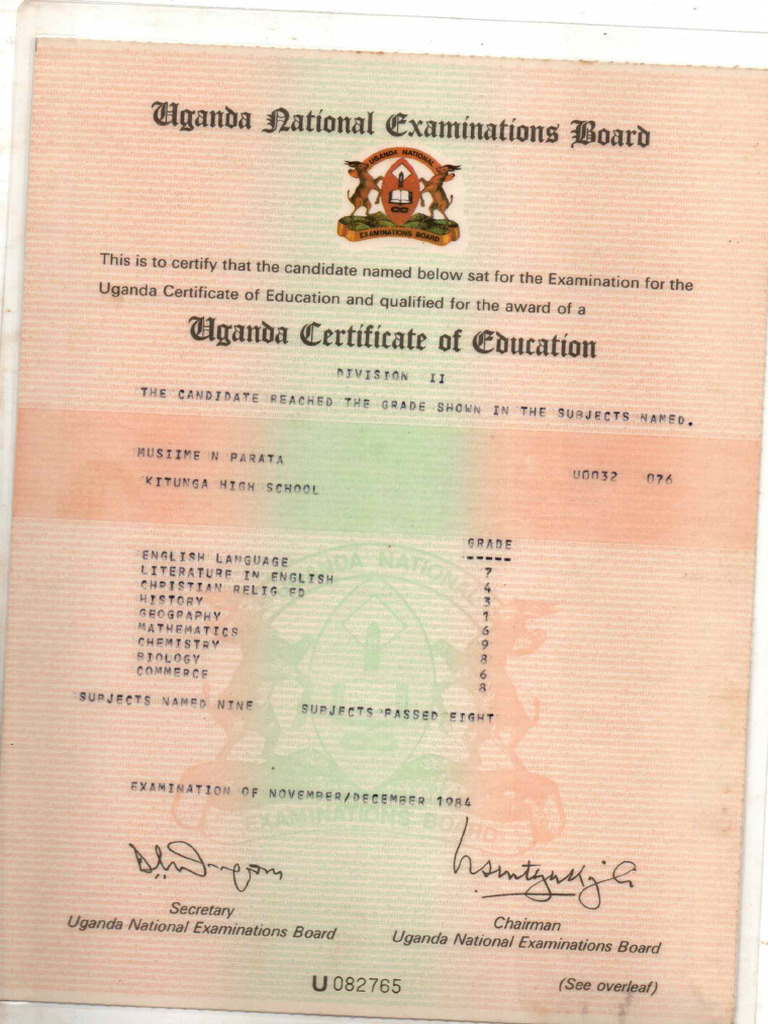 Uganda National Examinations Board
UGANDA NATIONAL
EXAMINATIONS BOARD
This is to certify that the candidate named below sat for the Examination for the
Uganda Certificate of Education and qualified for the award of a
Uganda Certificate of Education
DIVISION II
THE CANDIDATE REACHED THE GRADE SHOWN IN THE SUBJECTS NAMED.
MUSIIME N PARATA U0032 076
KITUNGA HIGH SCHOOL
GRADE
ENGLISH LANGUAGE 7
LITERATURE IN ENGLISH 4
CHRISTIAN RELIG ED 3
HISTORY 1
GEOGRAPHY 6
MATHEMATICS 9
CHEMISTRY 8
BIOLOGY 6
COMMERCE 8
SUBJECTS NAMED NINE SUBJECTS PASSED EIGHT
EXAMINATION OF NOVEMBER/DECEMBER 1984
EXAMINATIONS BOARD
Secretary
Uganda National Examinations Board
Chairman
Uganda National Examinations Board
U 082765
(See overleaf)